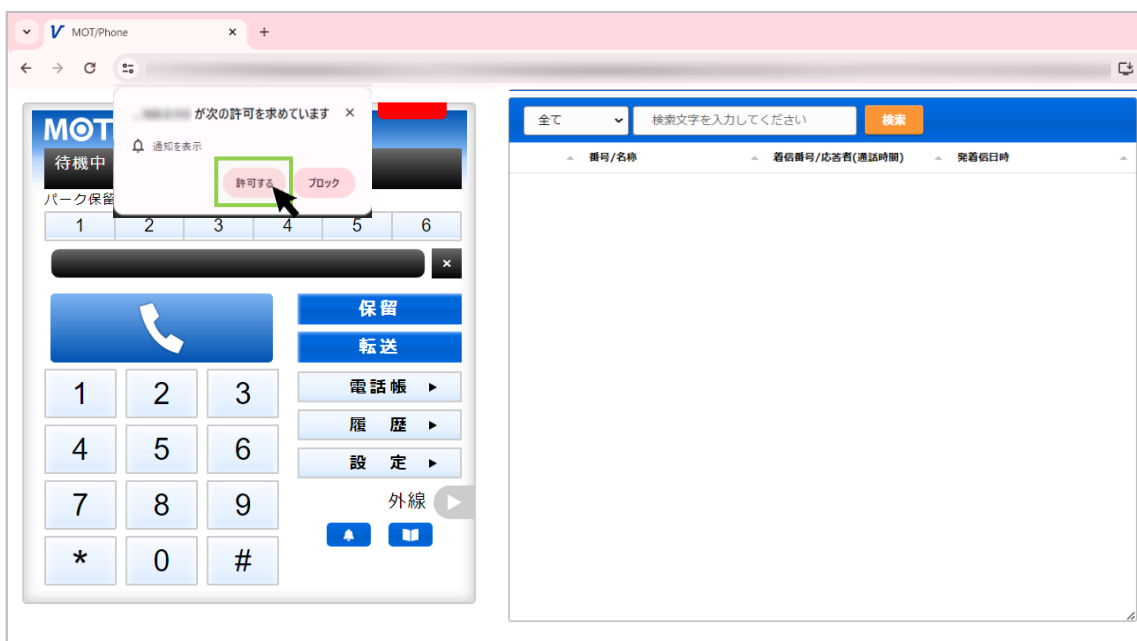 MOT/Phone
が次の許可を求めています
通知を表示
許可する
ブロック
MOT
待機中
パーク保留
1 2 3 4 5 6
×
保留
転送
電話帳 ▶
履 歴 ▶
設 定 ▶
外線
1 2 3
4 5 6
7 8 9
* 0 #
全て
検索文字を入力してください
検索
番号/名称
着信番号/応答者(通話時間)
発着信日時